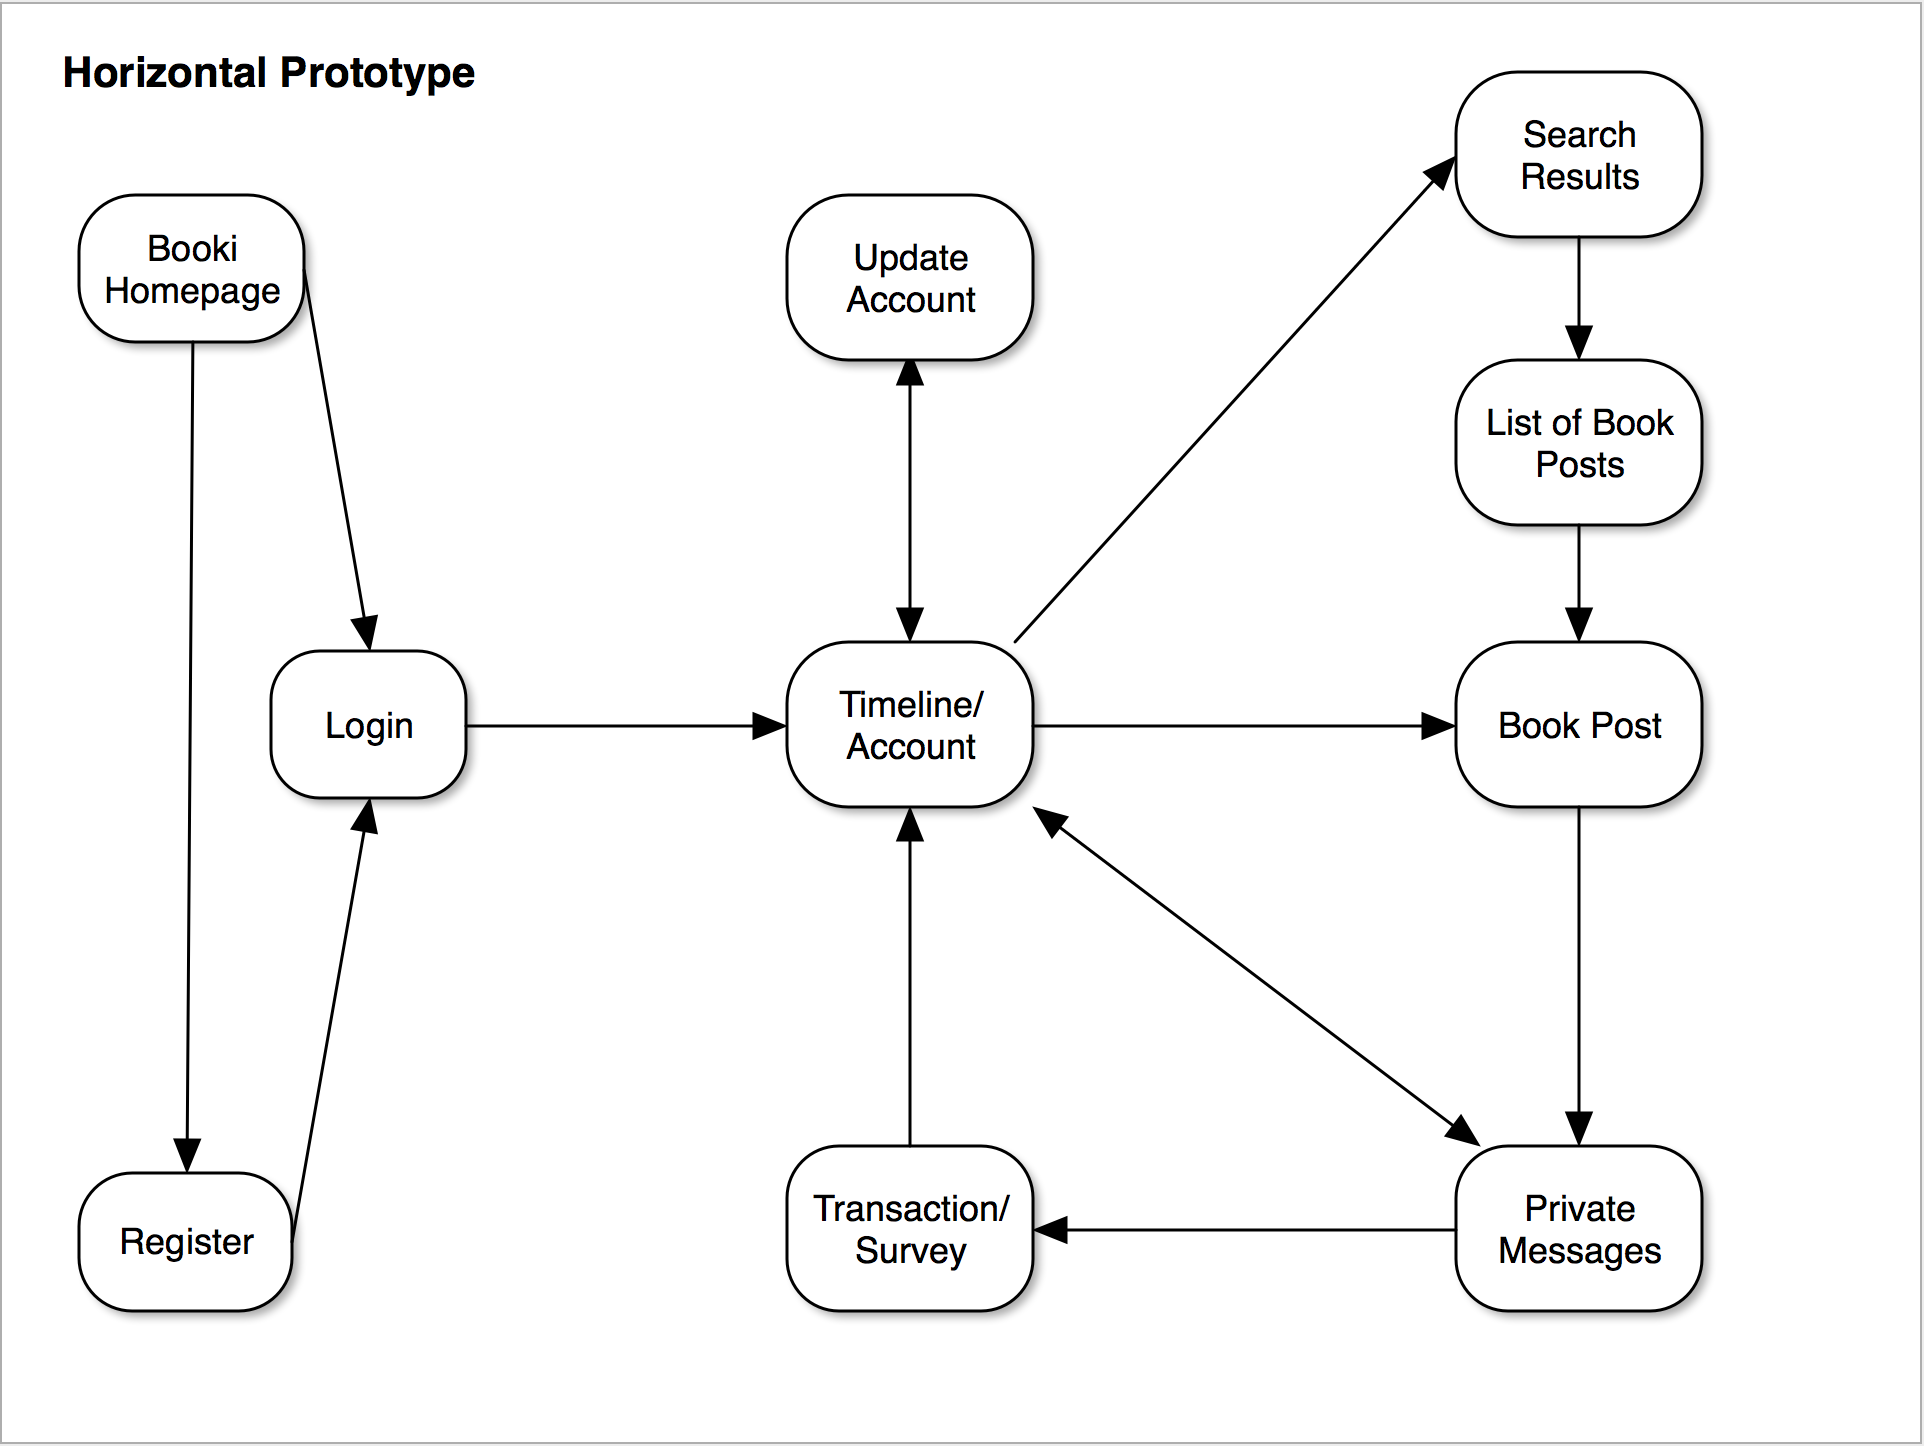 Horizontal Prototype
Booki
Homepage
Update
Account
Search
Results
List of Book
Posts
Login
Timeline/
Account
Book Post
Register
Transaction/
Survey
Private
Messages